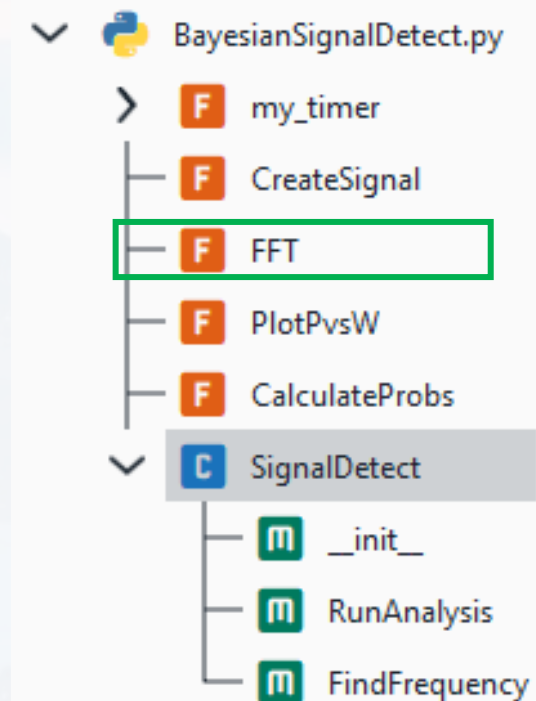 BayesianSignalDetect.py
F my_timer
F CreateSignal
F FFT
F PlotPvsW
F CalculateProbs
C SignalDetect
m __init__
m RunAnalysis
m FindFrequency